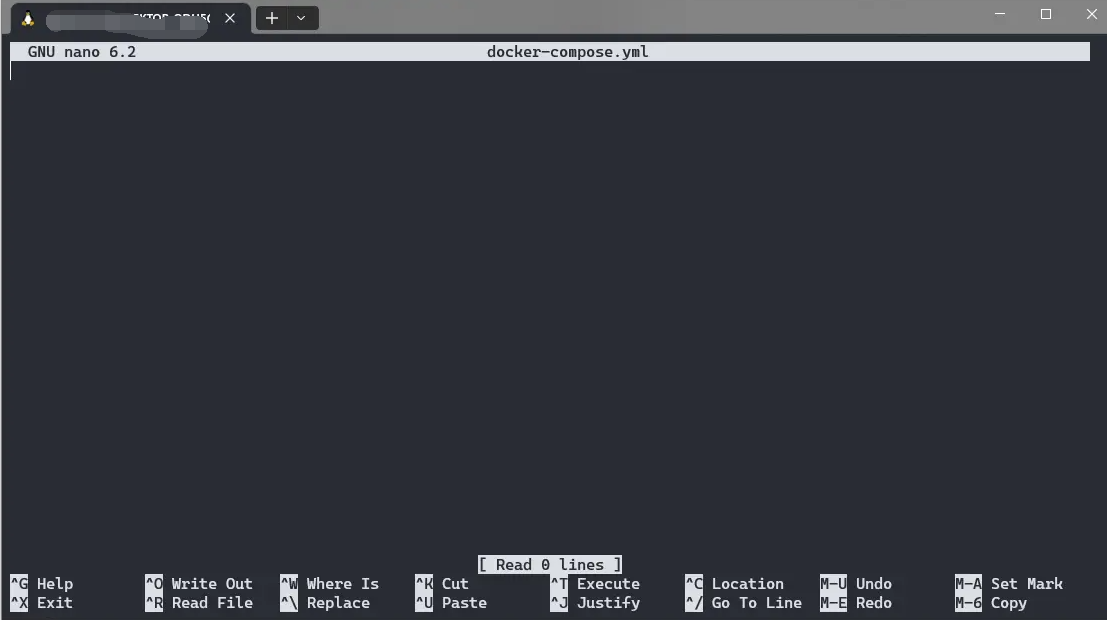 GNU nano 6.2 docker-compose.yml
[ Read 0 lines ]
^G Help ^O Write Out ^W Where Is ^K Cut ^T Execute ^C Location M-U Undo M-A Set Mark
^X Exit ^R Read File ^\ Replace ^U Paste ^J Justify ^/ Go To Line M-E Redo M-6 Copy